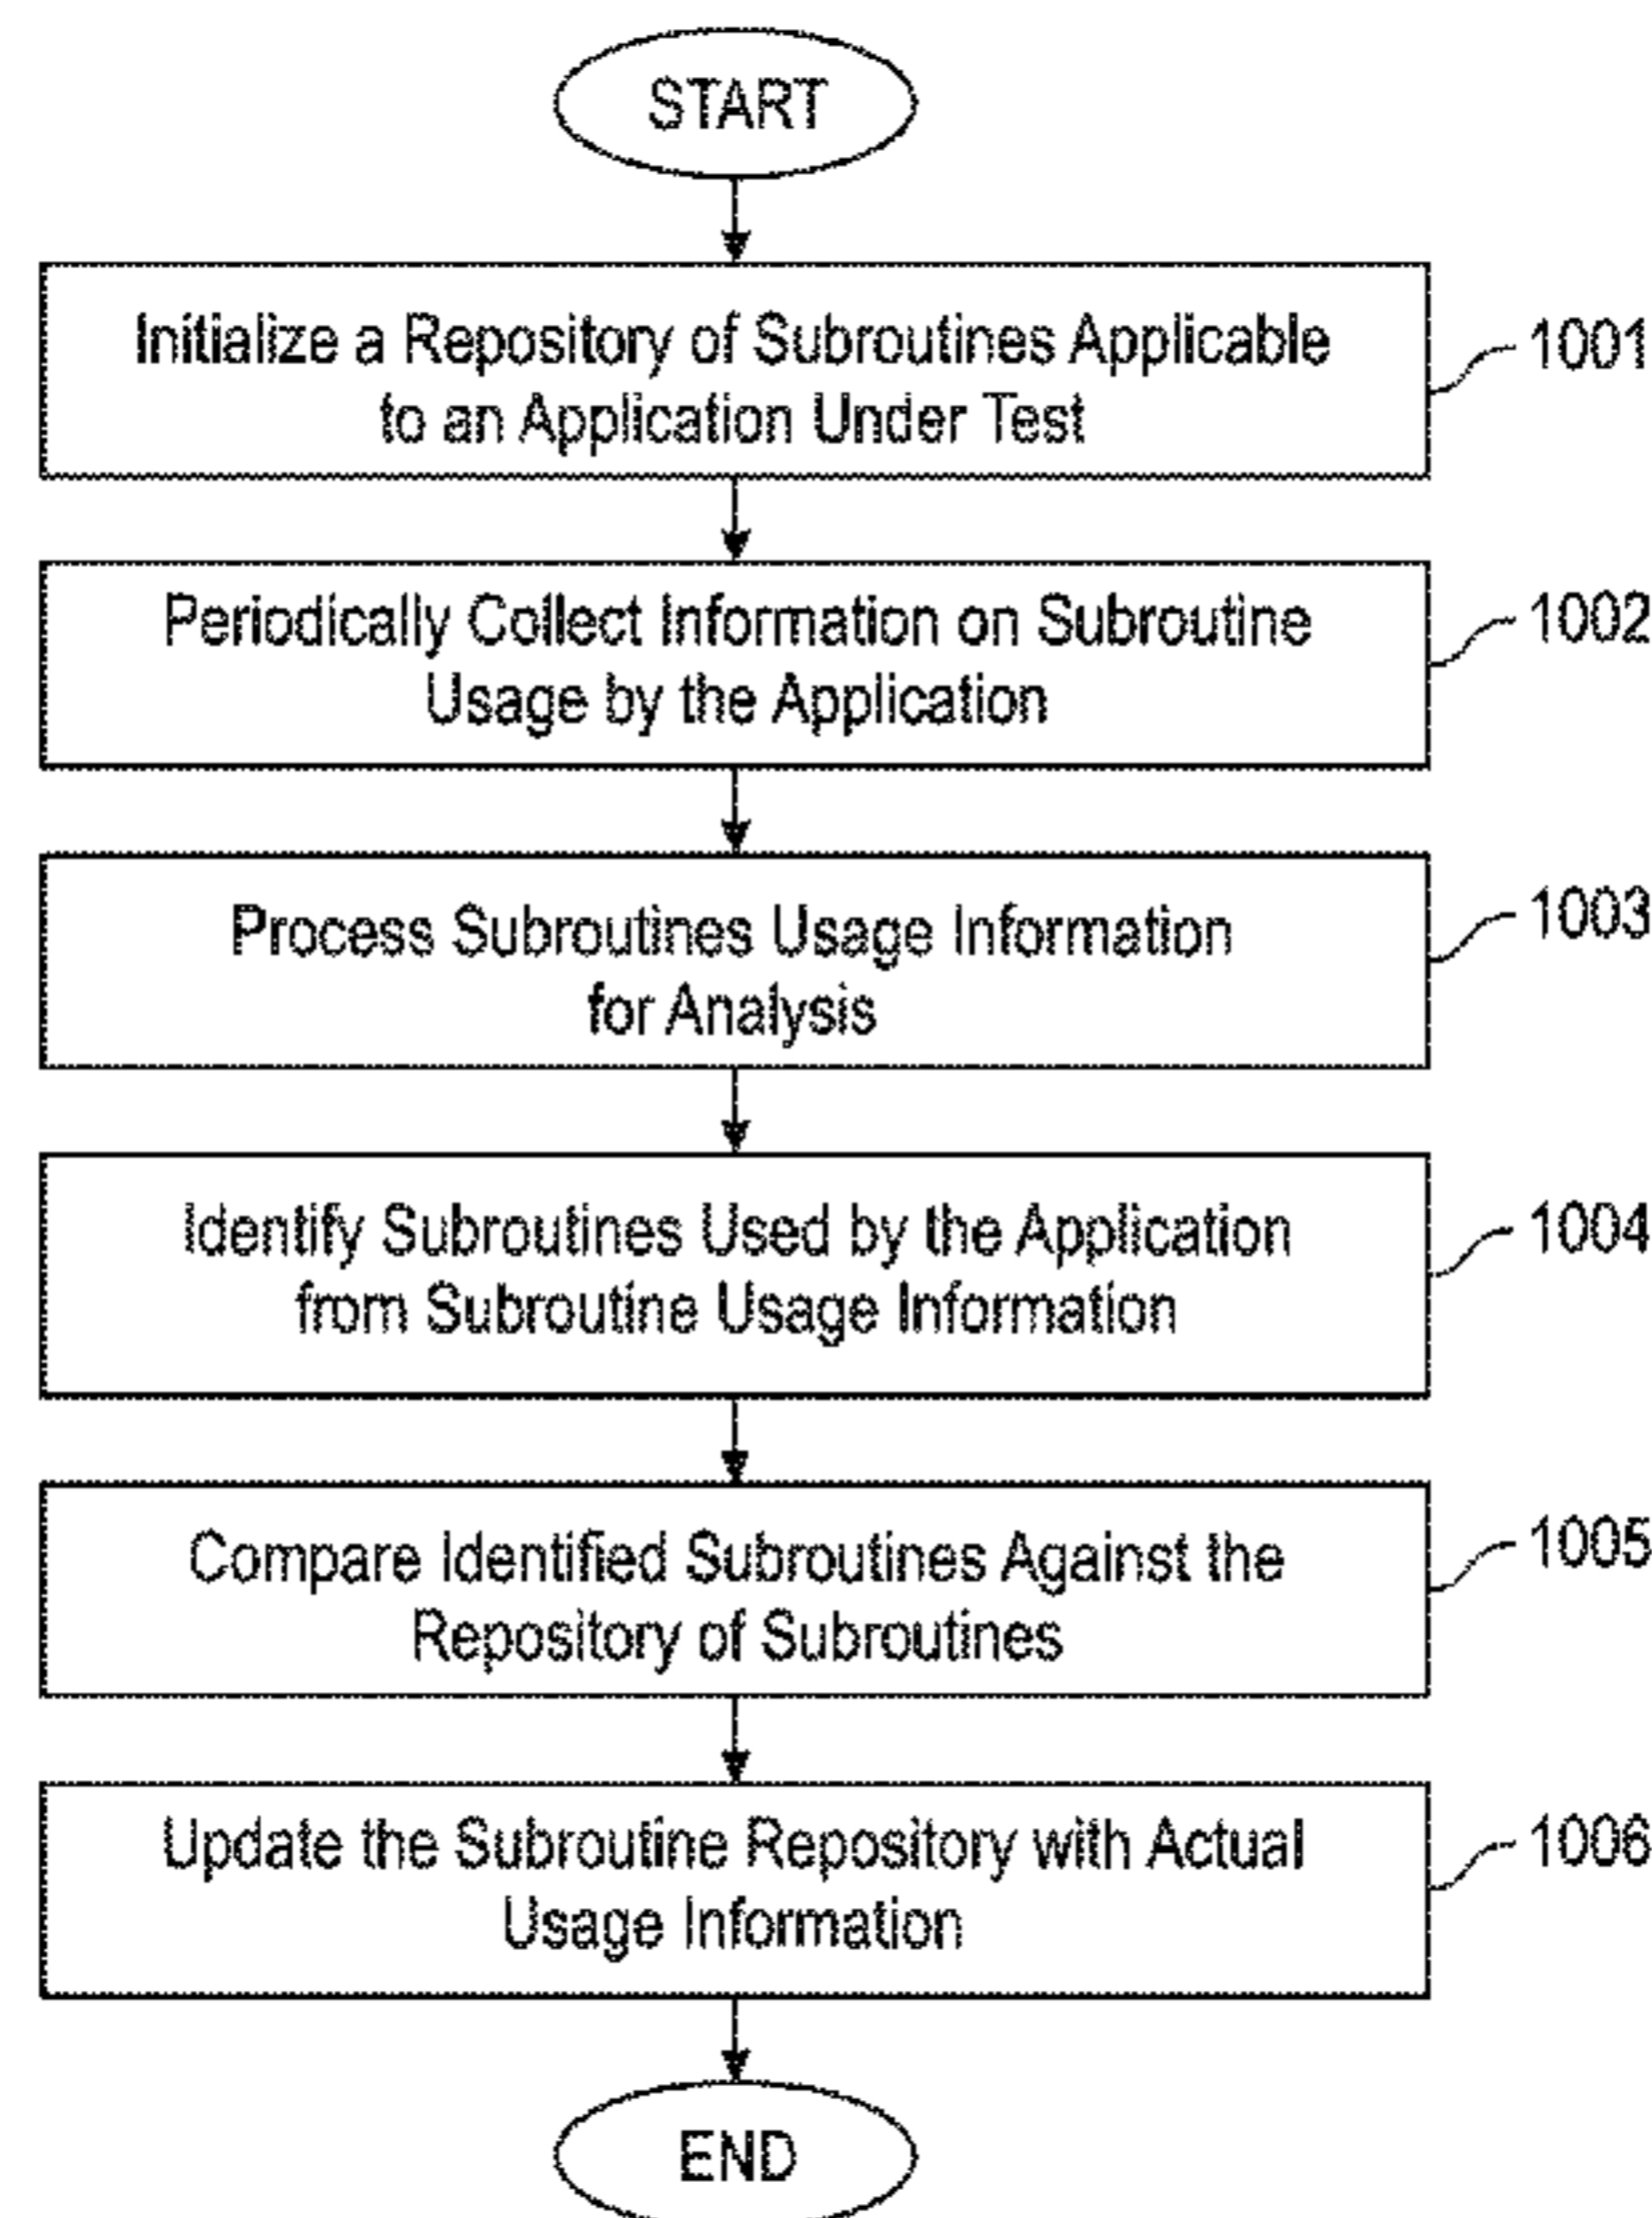 START
Initialize a Repository of Subroutines Applicable
to an Application Under Test
1001
Periodically Collect Information on Subroutine
Usage by the Application
1002
Process Subroutines Usage Information
for Analysis
1003
Identify Subroutines Used by the Application
from Subroutine Usage Information
1004
Compare Identified Subroutines Against the
Repository of Subroutines
1005
Update the Subroutine Repository with Actual
Usage Information
1006
END